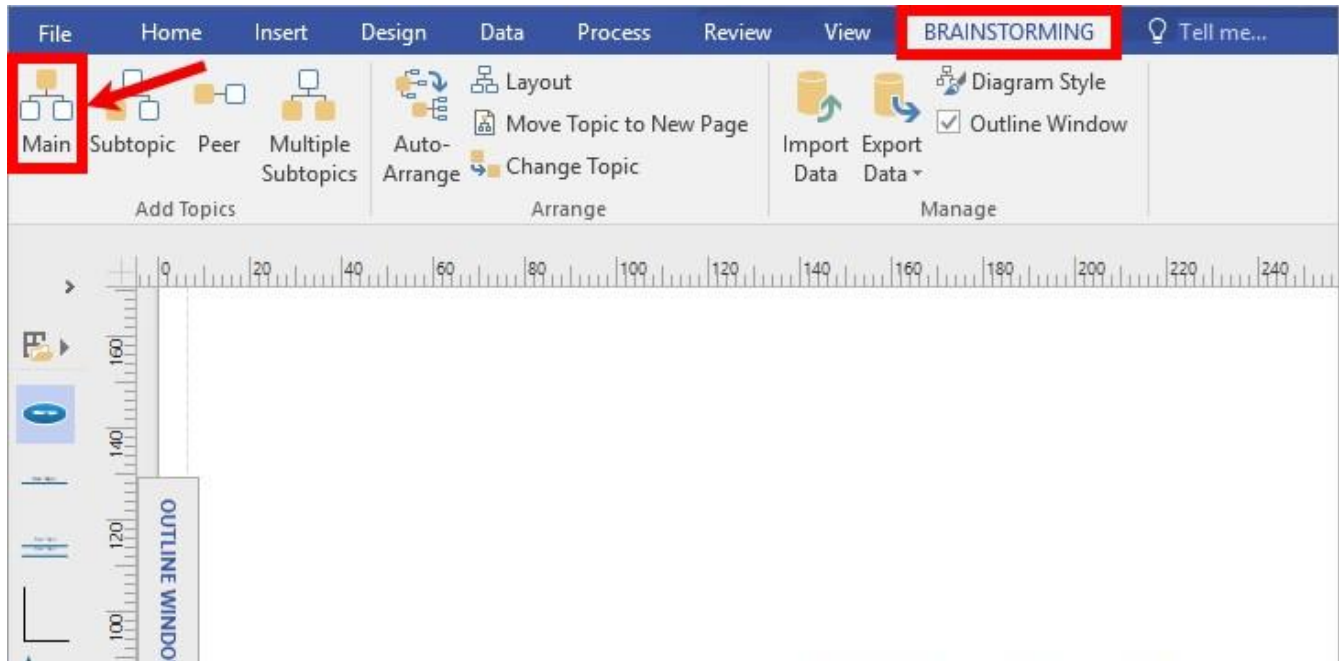 File Home Insert Design Data Process Review View BRAINSTORMING Tell me...
Main Subtopic Peer Multiple Subtopics Auto-Arrange
Layout
Move Topic to New Page
Change Topic
Import Data Export Data
Diagram Style
Outline Window
Add Topics Arrange Manage
0 20 40 60 80 100 120 140 160 180 200 220 240
160
140
120
100
OUTLINE WINDO